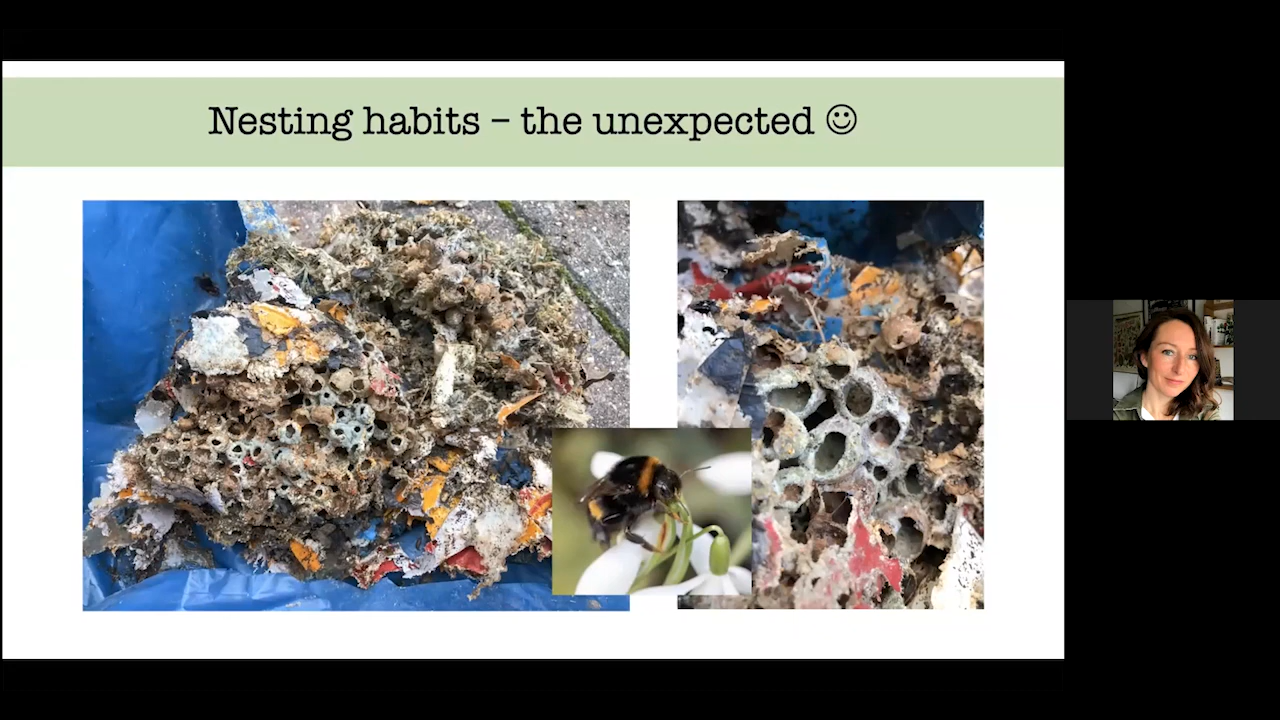 Nesting habits – the unexpected ☺